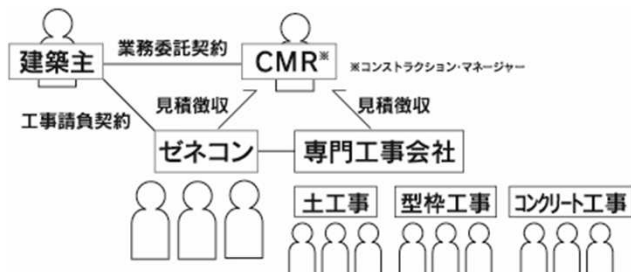 建築主
業務委託契約
CMR※
※コンストラクション・マネージャー
工事請負契約
見積徴収
見積徴収
ゼネコン
専門工事会社
土工事
型枠工事
コンクリート工事